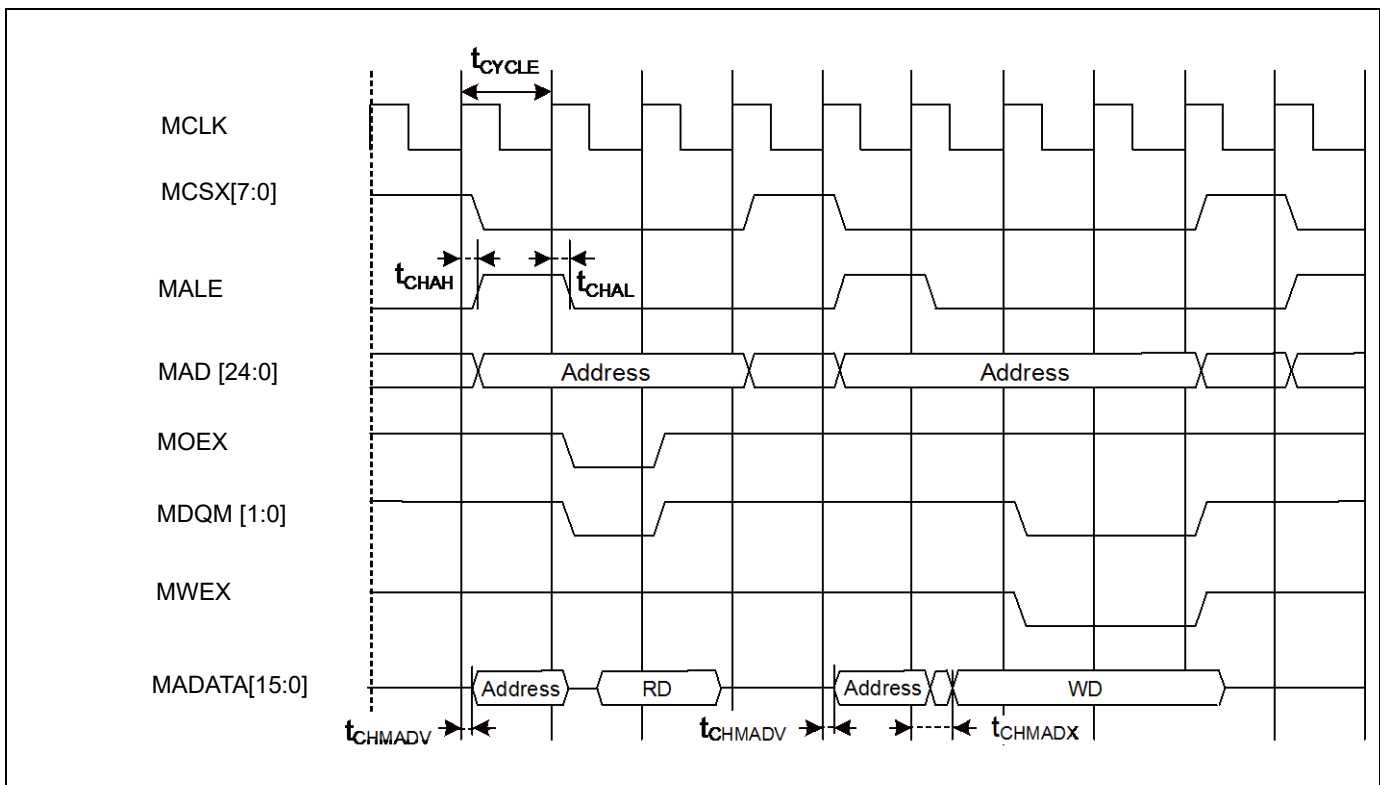 tCYCLE
MCLK
MCSX[7:0]
tCHAH
tCHAL
MALE
MAD [24:0]
Address
Address
MOEX
MDQM [1:0]
MWEX
MADATA[15:0]
Address
RD
Address
WD
tCHMADV
tCHMADV
tCHMADX